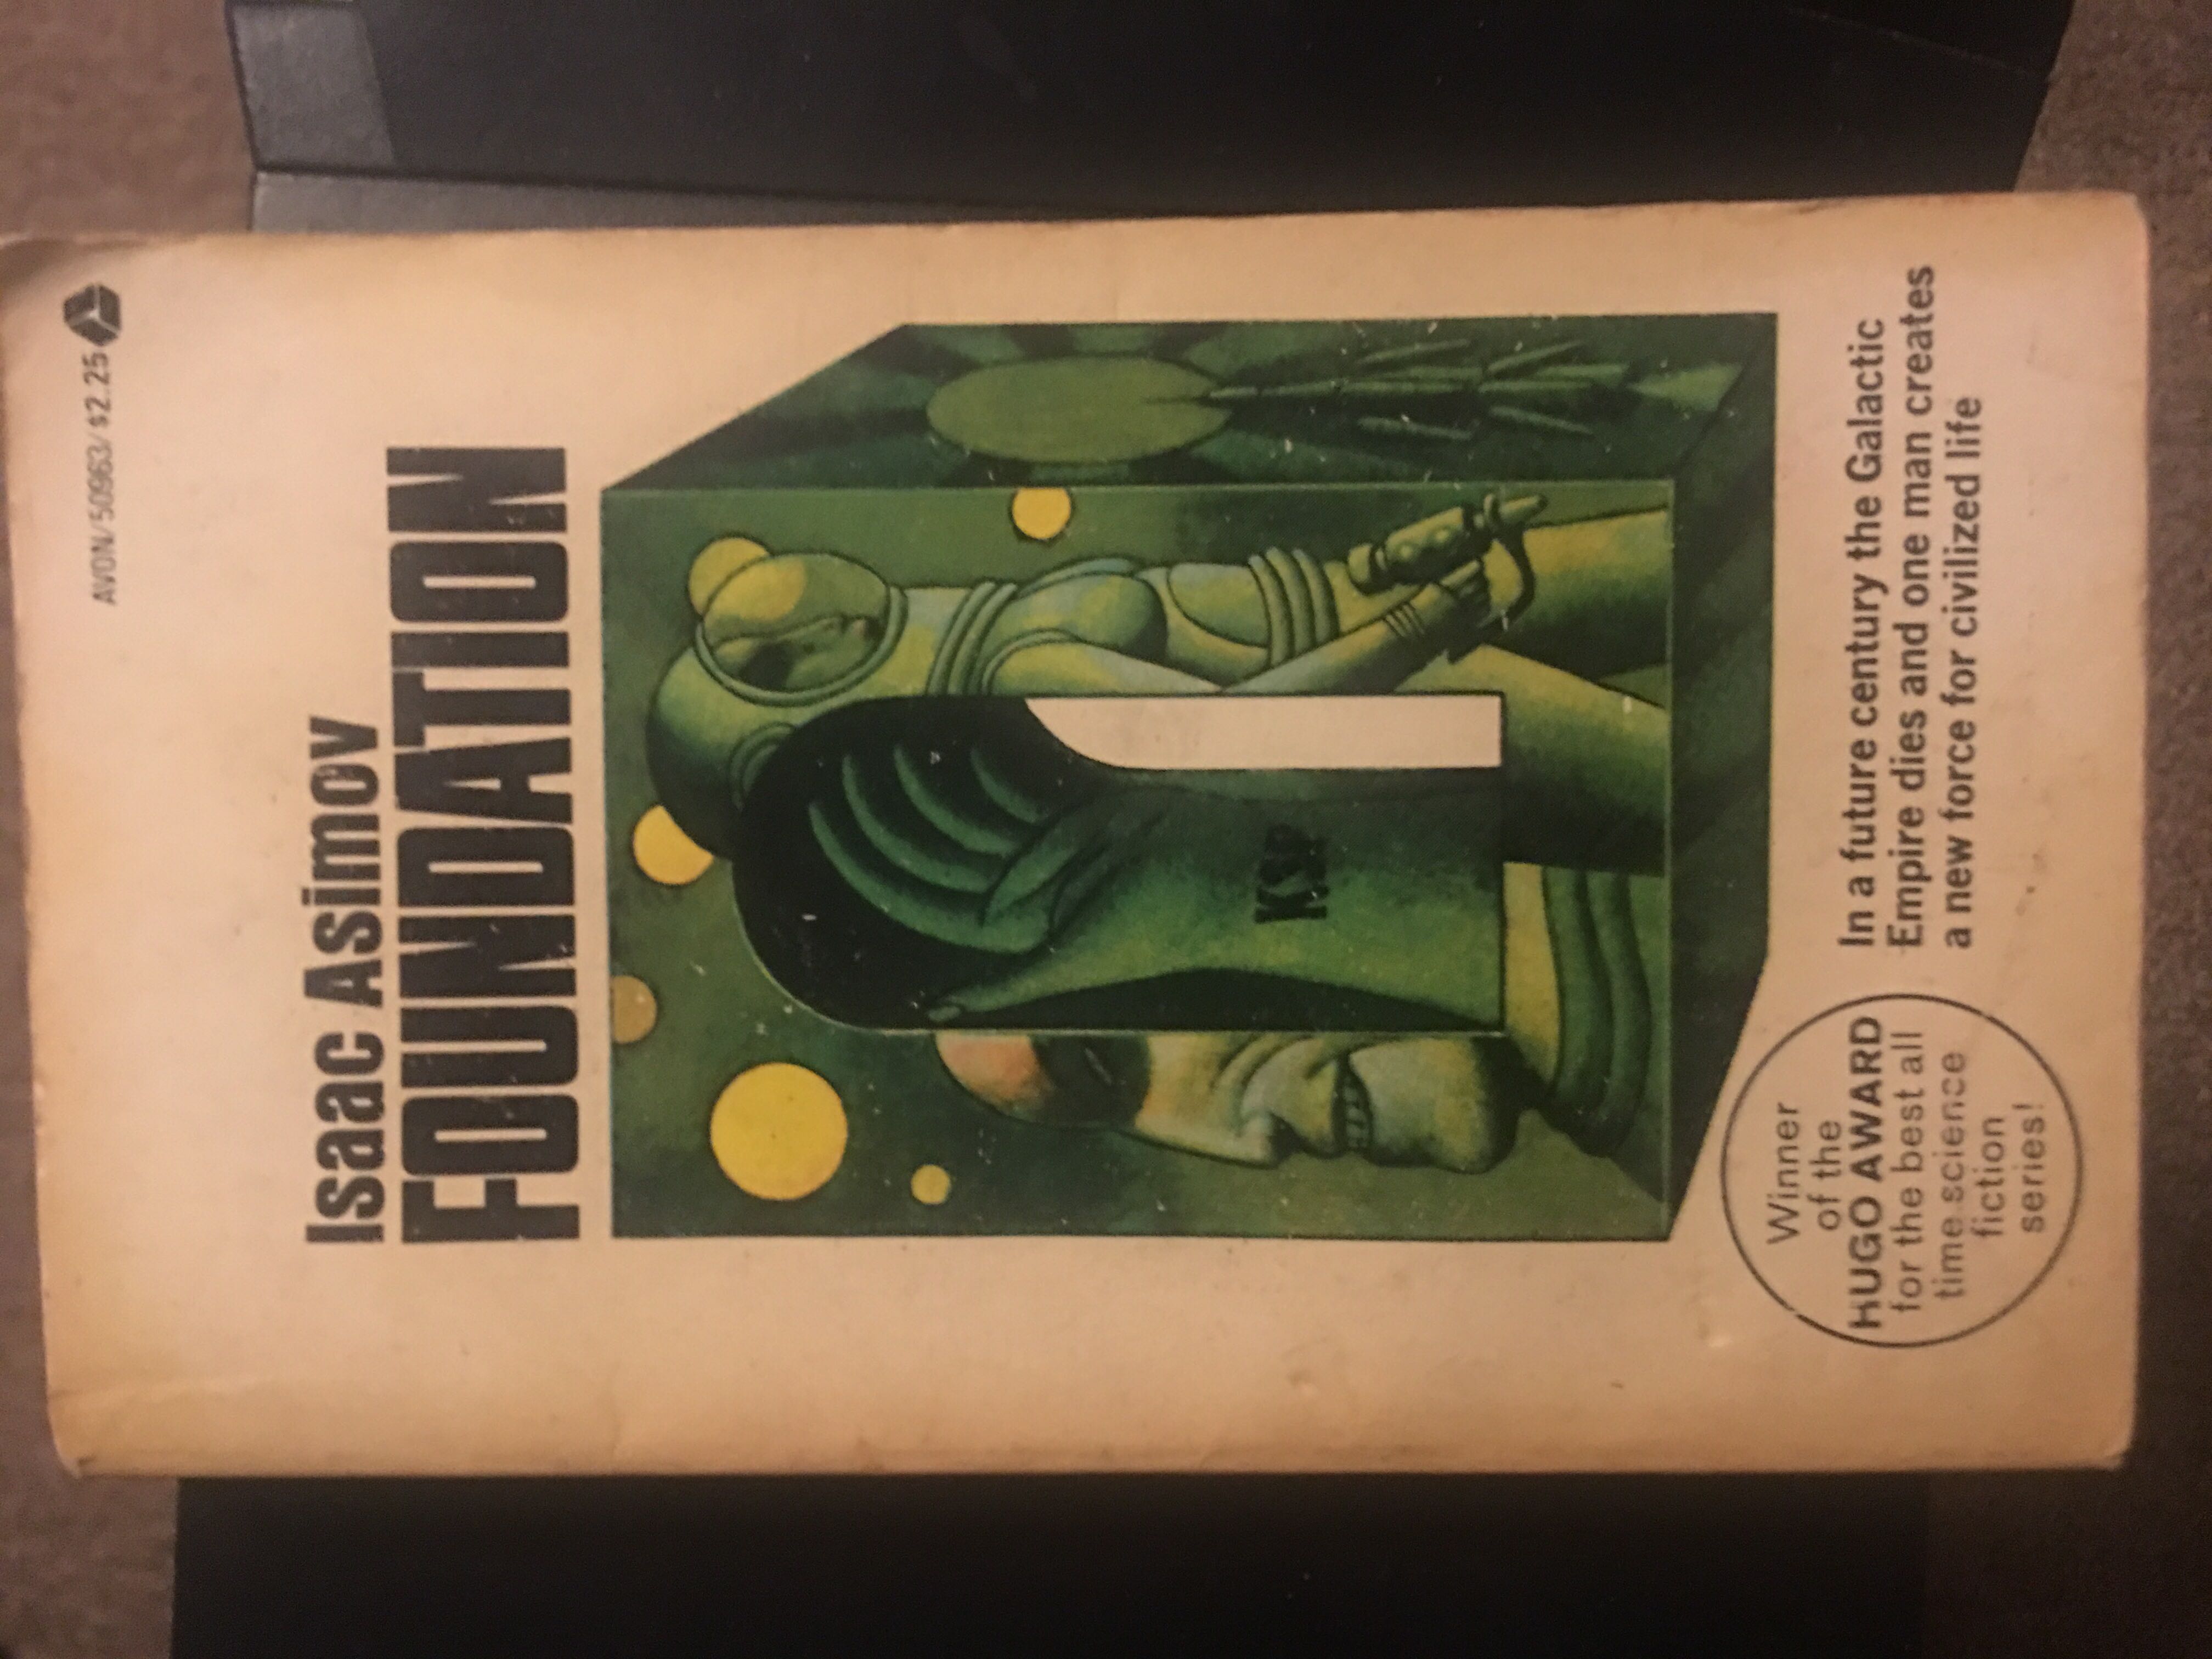 AVON/50963/$2.25
Isaac Asimov
FOUNDATION
K&P
In a future century the Galactic
Empire dies and one man creates
a new force for civilized life
Winner
of the
HUGO AWARD
for the best all
time science
fiction
series!